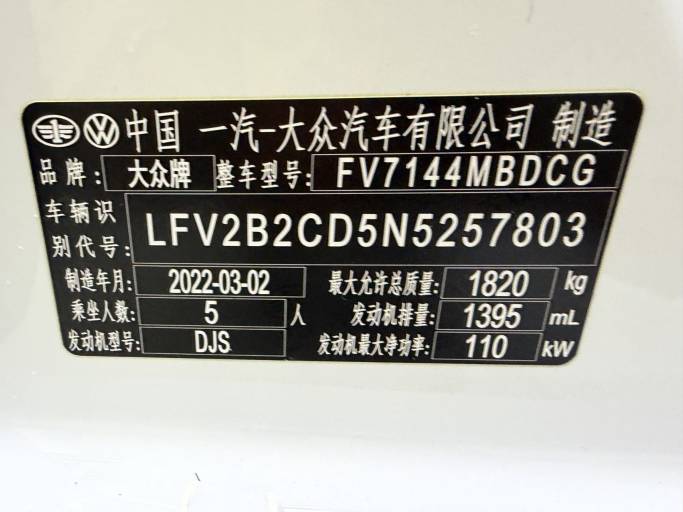 中国 一汽-大众汽车有限公司 制造
品牌: 大众牌 整车型号: FV7144MBDCG
车辆识别代号: LFV2B2CD5N5257803
制造年月: 2022-03-02 最大允许总质量: 1820 kg
乘坐人数: 5 人 发动机排量: 1395 mL
发动机型号: DJS 发动机最大净功率: 110 kW